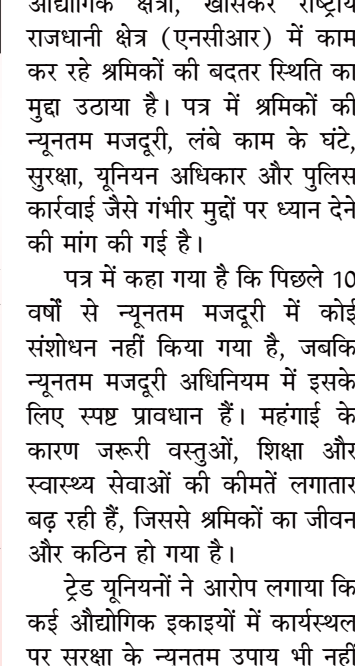 औद्योगिक क्षेत्रों, खासकर राष्ट्रीय
राजधानी क्षेत्र (एनसीआर) में काम
कर रहे श्रमिकों की बदतर स्थिति का
मुद्दा उठाया है। पत्र में श्रमिकों की
न्यूनतम मजदूरी, लंबे काम के घंटे,
सुरक्षा, यूनियन अधिकार और पुलिस
कार्रवाई जैसे गंभीर मुद्दों पर ध्यान देने
की मांग की गई है।
पत्र में कहा गया है कि पिछले 10
वर्षों से न्यूनतम मजदूरी में कोई
संशोधन नहीं किया गया है, जबकि
न्यूनतम मजदूरी अधिनियम में इसके
लिए स्पष्ट प्रावधान हैं। महंगाई के
कारण जरूरी वस्तुओं, शिक्षा और
स्वास्थ्य सेवाओं की कीमतें लगातार
बढ़ रही हैं, जिससे श्रमिकों का जीवन
और कठिन हो गया है।
ट्रेड यूनियनों ने आरोप लगाया कि
कई औद्योगिक इकाइयों में कार्यस्थल
पर सुरक्षा के न्यूनतम उपाय भी नहीं